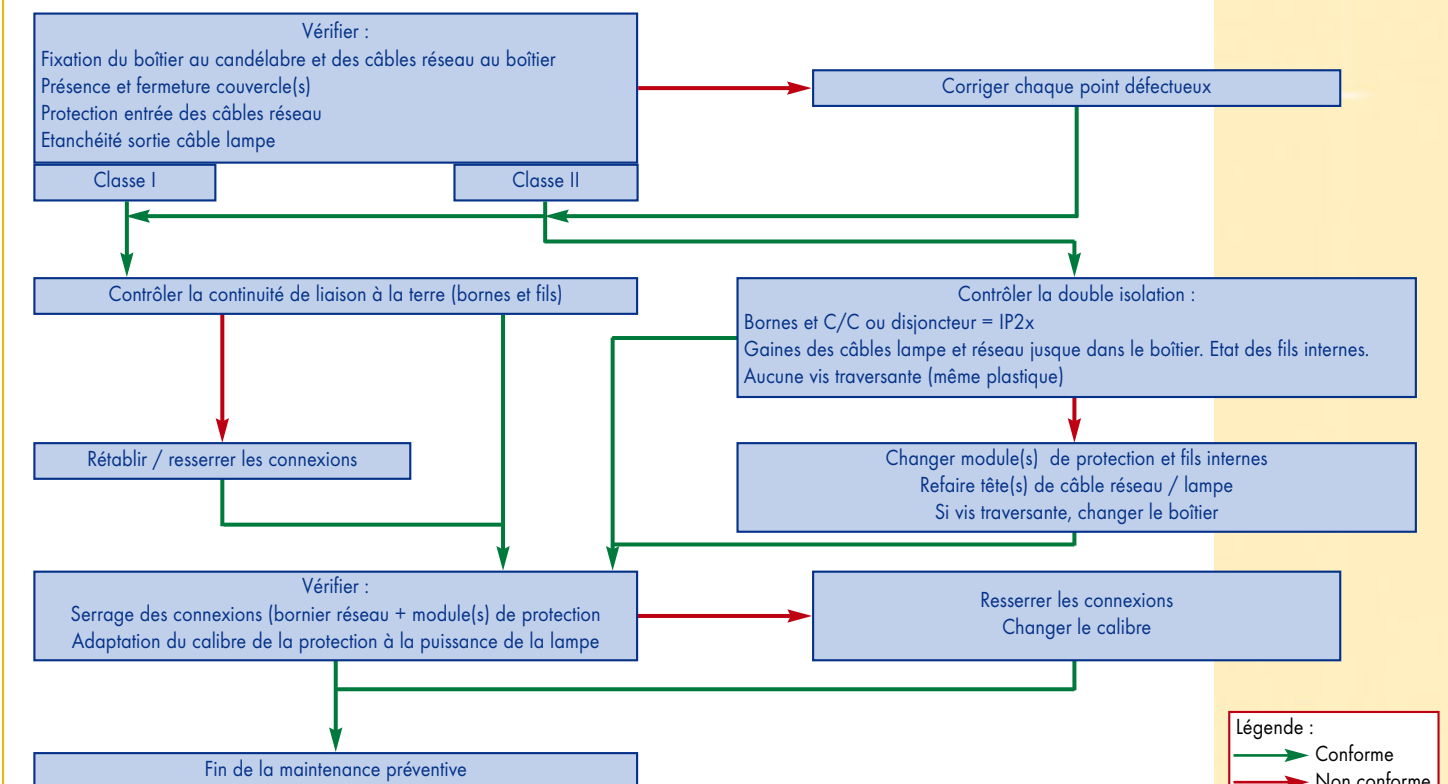 Vérifier :
Fixation du boîtier au candélabre et des câbles réseau au boîtier
Présence et fermeture couvercle(s)
Protection entrée des câbles réseau
Etanchéité sortie câble lampe
Corriger chaque point défectueux
Classe I
Classe II
Contrôler la continuité de liaison à la terre (bornes et fils)
Contrôler la double isolation :
Bornes et C/C ou disjoncteur = IP2x
Gaines des câbles lampe et réseau jusque dans le boîtier. Etat des fils internes.
Aucune vis traversante (même plastique)
Rétablir / resserrer les connexions
Changer module(s) de protection et fils internes
Refaire tête(s) de câble réseau / lampe
Si vis traversante, changer le boîtier
Vérifier :
Serrage des connexions (bornier réseau + module(s) de protection
Adaptation du calibre de la protection à la puissance de la lampe
Resserrer les connexions
Changer le calibre
Fin de la maintenance préventive
Légende :
Conforme
Non conforme